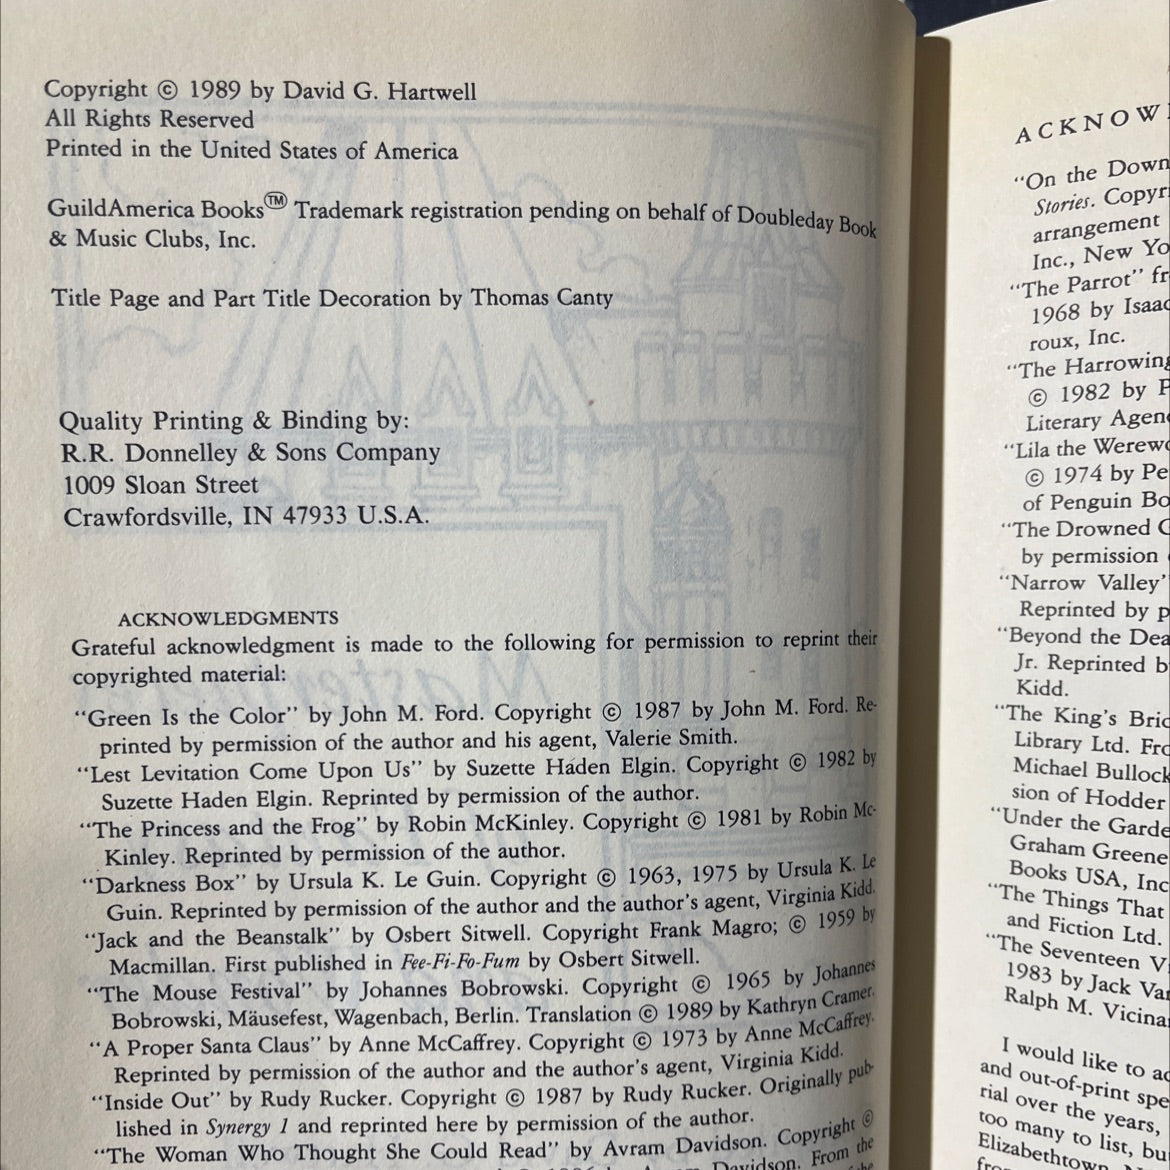 Copyright © 1989 by David G. Hartwell
All Rights Reserved
Printed in the United States of America
GuildAmerica Books™ Trademark registration pending on behalf of Doubleday Book
& Music Clubs, Inc.
Title Page and Part Title Decoration by Thomas Canty
Quality Printing & Binding by:
R.R. Donnelley & Sons Company
1009 Sloan Street
Crawfordsville, IN 47933 U.S.A.
ACKNOWLEDGMENTS
Grateful acknowledgment is made to the following for permission to reprint their
copyrighted material:
“Green Is the Color” by John M. Ford. Copyright © 1987 by John M. Ford. Re-
printed by permission of the author and his agent, Valerie Smith.
“Lest Levitation Come Upon Us” by Suzette Haden Elgin. Copyright © 1982 by
Suzette Haden Elgin. Reprinted by permission of the author.
“The Princess and the Frog” by Robin McKinley. Copyright © 1981 by Robin Mc-
Kinley. Reprinted by permission of the author.
“Darkness Box” by Ursula K. Le Guin. Copyright © 1963, 1975 by Ursula K. Le
Guin. Reprinted by permission of the author and the author’s agent, Virginia Kidd.
“Jack and the Beanstalk” by Osbert Sitwell. Copyright Frank Magro; © 1959 by
Macmillan. First published in Fee-Fi-Fo-Fum by Osbert Sitwell.
“The Mouse Festival” by Johannes Bobrowski. Copyright © 1965 by Johannes
Bobrowski, Mäusefest, Wagenbach, Berlin. Translation © 1989 by Kathryn Cramer.
“A Proper Santa Claus” by Anne McCaffrey. Copyright © 1973 by Anne McCaffrey.
Reprinted by permission of the author and the author’s agent, Virginia Kidd.
“Inside Out” by Rudy Rucker. Copyright © 1987 by Rudy Rucker. Originally pub-
lished in Synergy 1 and reprinted here by permission of the author.
“The Woman Who Thought She Could Read” by Avram Davidson. Copyright ©
Davidson. From the
ACKNOW
“On the Down
Stories. Copyr
arrangement
Inc., New Yo
“The Parrot” fr
1968 by Isaac
roux, Inc.
“The Harrowing
© 1982 by P
Literary Agen
“Lila the Werewo
© 1974 by Pe
of Penguin Bo
“The Drowned G
by permission
“Narrow Valley”
Reprinted by p
“Beyond the Dea
Jr. Reprinted b
Kidd.
“The King’s Brid
Library Ltd. Fro
Michael Bullock
sion of Hodder
“Under the Garde
Graham Greene
Books USA, Inc
“The Things That
and Fiction Ltd.
“The Seventeen V
1983 by Jack Van
Ralph M. Vicina
I would like to ac
and out-of-print spe
rial over the years,
too many to list, bu
Elizabethtown